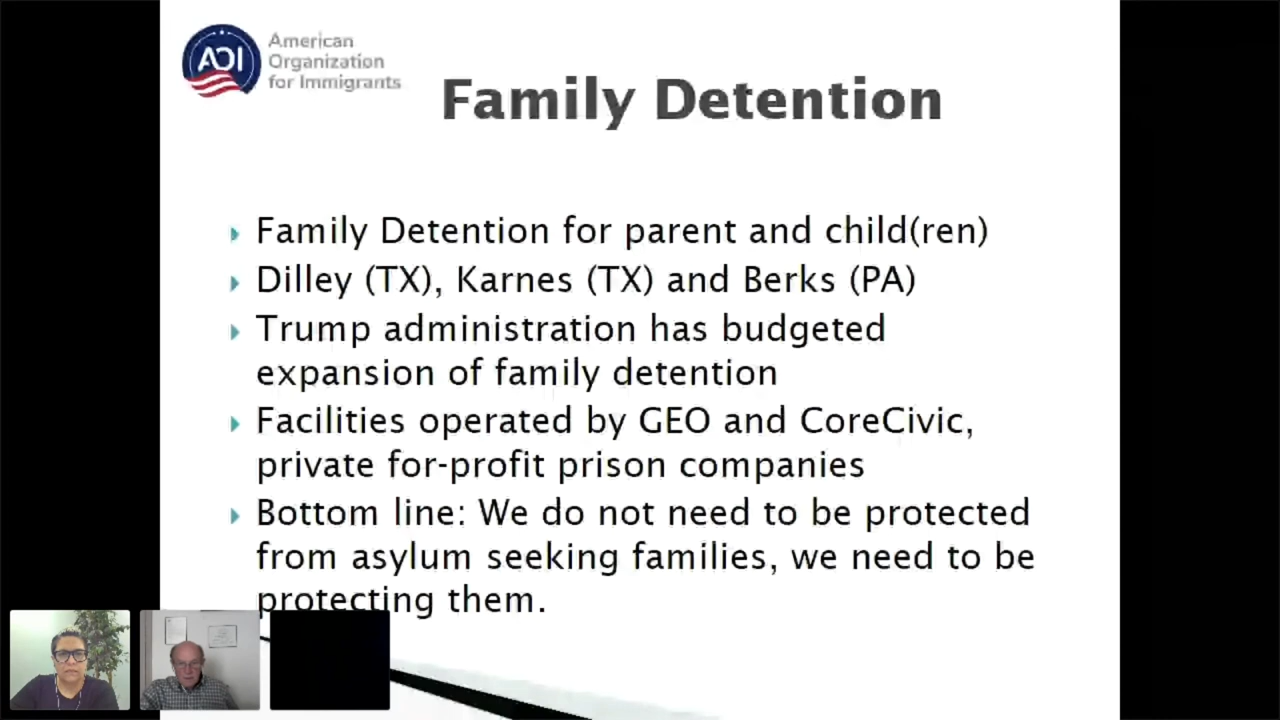 AOI
American
Organization
for Immigrants
Family Detention
Family Detention for parent and child(ren)
Dilley (TX), Karnes (TX) and Berks (PA)
Trump administration has budgeted
expansion of family detention
Facilities operated by GEO and CoreCivic,
private for-profit prison companies
Bottom line: We do not need to be protected
from asylum seeking families, we need to be
protecting them.